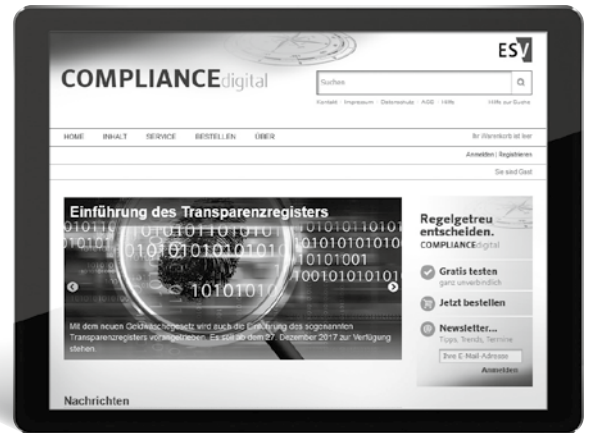 ESV
COMPLIANCEdigital
Suchen
Kontakt | Impressum | Datenschutz | AGB | Hilfe
Hilfe zur Suche
HOME INHALT SERVICE BESTELLEN ÜBER
Ihr Warenkorb ist leer
Anmelden | Registrieren
Sie sind Gast
Einführung des Transparenzregisters
Mit dem neuen Geldwäschegesetz wird auch die Einführung des sogenannten
Transparenzregisters vorangetrieben. Es soll ab dem 27. Dezember 2017 zur Verfügung
stehen.
Regelgetreu
entscheiden.
COMPLIANCEdigital
Gratis testen
ganz unverbindlich
Jetzt bestellen
Newsletter...
Tipps, Trends, Termine
Ihre E-Mail-Adresse
Anmelden
Nachrichten